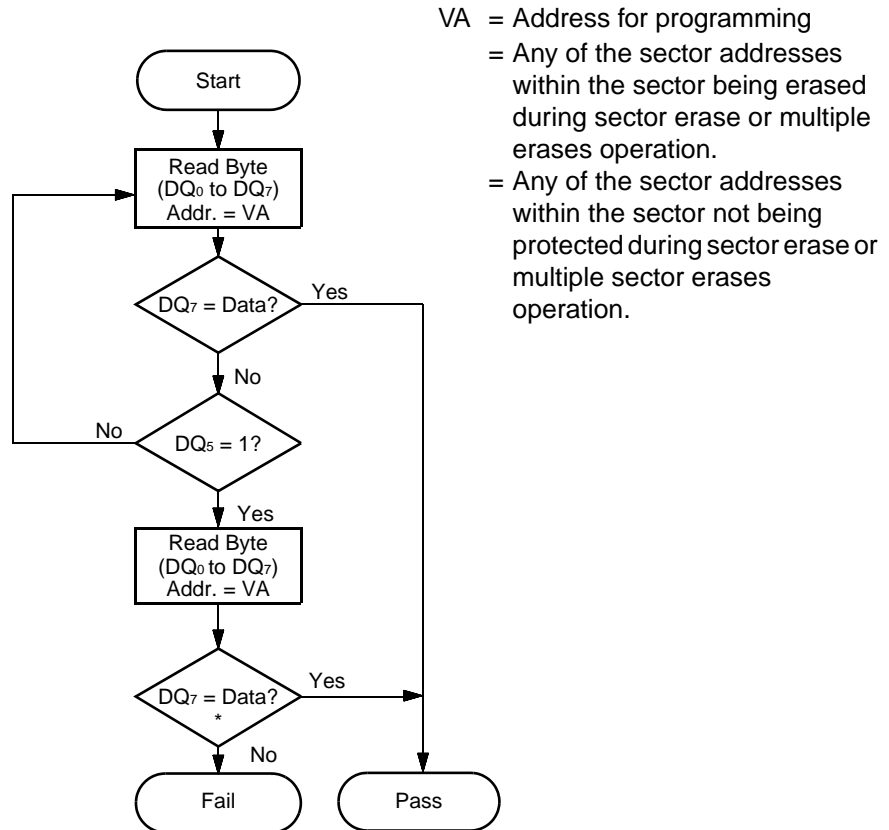 VA = Address for programming
= Any of the sector addresses
within the sector being erased
during sector erase or multiple
erases operation.
= Any of the sector addresses
within the sector not being
protected during sector erase or
multiple sector erases
operation.
Start
Read Byte
(DQ0 to DQ7)
Addr. = VA
DQ7 = Data?
Yes
No
DQ5 = 1?
No
Yes
Read Byte
(DQ0 to DQ7)
Addr. = VA
DQ7 = Data?
*
Yes
No
Fail
Pass